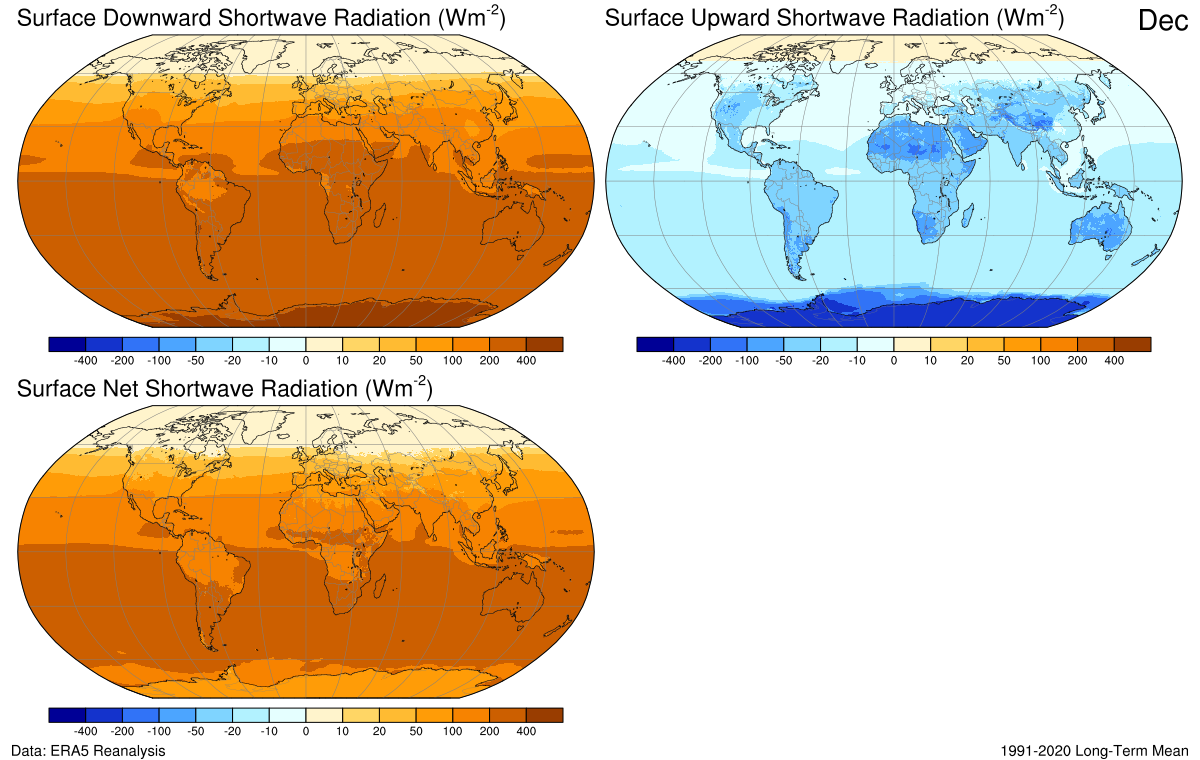 Surface Downward Shortwave Radiation (Wm-2)
Surface Upward Shortwave Radiation (Wm-2)
Dec
-400 -200 -100 -50 -20 -10 0 10 20 50 100 200 400
-400 -200 -100 -50 -20 -10 0 10 20 50 100 200 400
Surface Net Shortwave Radiation (Wm-2)
-400 -200 -100 -50 -20 -10 0 10 20 50 100 200 400
Data: ERA5 Reanalysis
1991-2020 Long-Term Mean